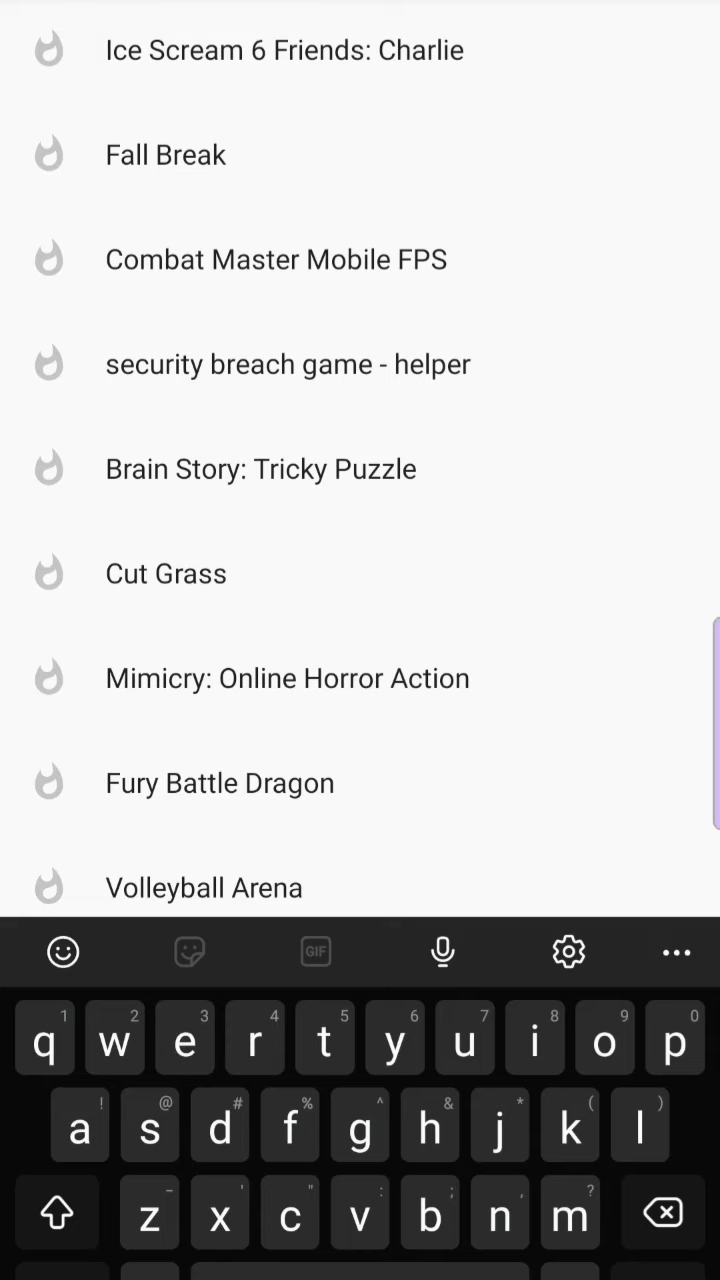 Ice Scream 6 Friends: Charlie
Fall Break
Combat Master Mobile FPS
security breach game - helper
Brain Story: Tricky Puzzle
Cut Grass
Mimicry: Online Horror Action
Fury Battle Dragon
Volleyball Arena
GIF
1 2 3 4 5 6 7 8 9 0
q w e r t y u i o p
! @ # % ^ & * ( )
a s d f g h j k l
- ' " : ; , ?
z x c v b n m